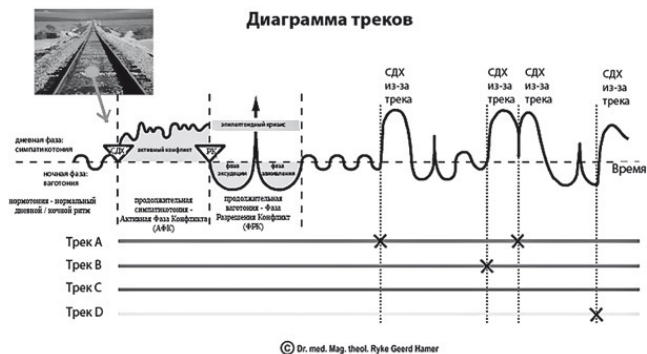 Диаграмма треков
СДХ
из-за
трека
СДХ
из-за
трека
СДХ
из-за
трека
СДХ
из-за
трека
дневная фаза:
симпатикотония
СДХ
активный конфликт
РК
эпилептоидный кризис
фаза
экссудации
фаза
заживления
Время
ночная фаза:
ваготония
нормотония - нормальный
дневной / ночной ритм
продолжительная
симпатикотония -
Активная Фаза Конфликта
(АФК)
продолжительная
ваготония - Фаза
Разрешения Конфликт
(ФРК)
Трек А
Трек В
Трек С
Трек D
© Dr. med. Mag. theol. Ryke Geerd Hamer